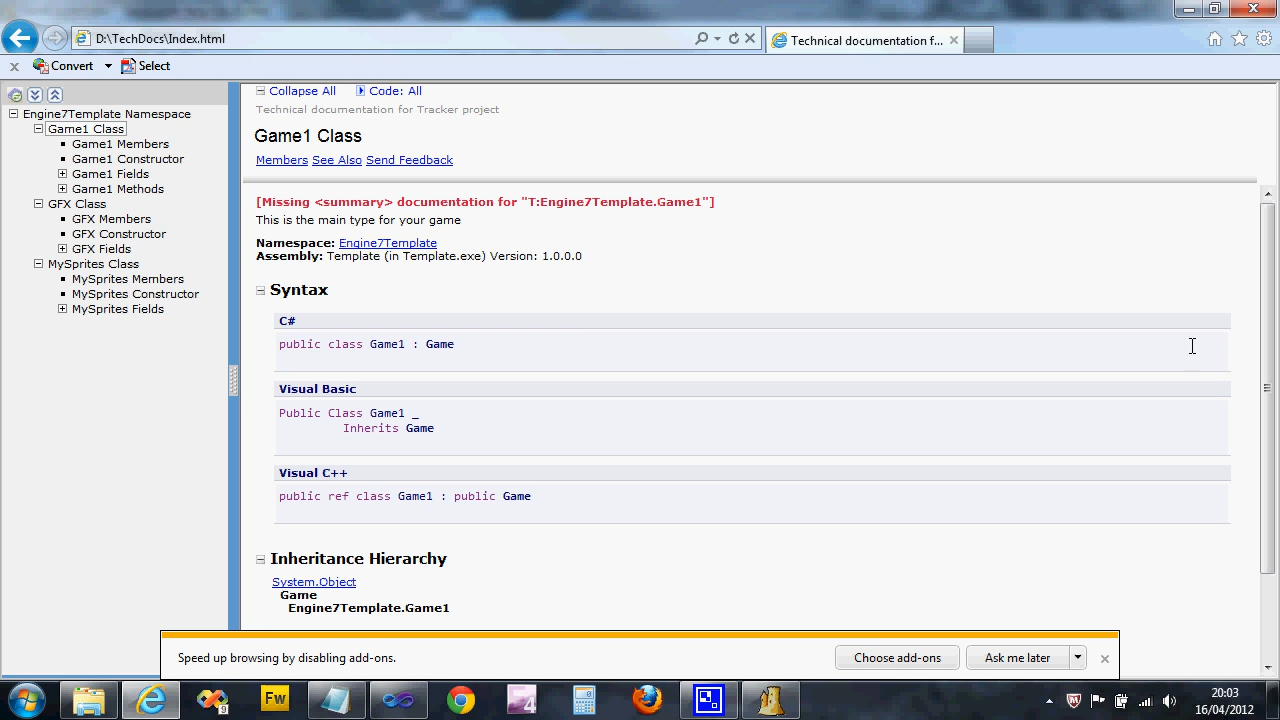 D:\TechDocs\Index.html
Technical documentation f...
Convert
Select
Engine7Template Namespace
Game1 Class
Game1 Members
Game1 Constructor
Game1 Fields
Game1 Methods
GFX Class
GFX Members
GFX Constructor
GFX Fields
MySprites Class
MySprites Members
MySprites Constructor
MySprites Fields
Collapse All Code: All
Technical documentation for Tracker project
Game1 Class
Members See Also Send Feedback
[Missing <summary> documentation for "T:Engine7Template.Game1"]
This is the main type for your game
Namespace: Engine7Template
Assembly: Template (in Template.exe) Version: 1.0.0.0
Syntax
C#
public class Game1 : Game
Visual Basic
Public Class Game1 _
Inherits Game
Visual C++
public ref class Game1 : public Game
Inheritance Hierarchy
System.Object
Game
Engine7Template.Game1
Speed up browsing by disabling add-ons.
Choose add-ons
Ask me later
9
Fw
4
20:03
16/04/2012